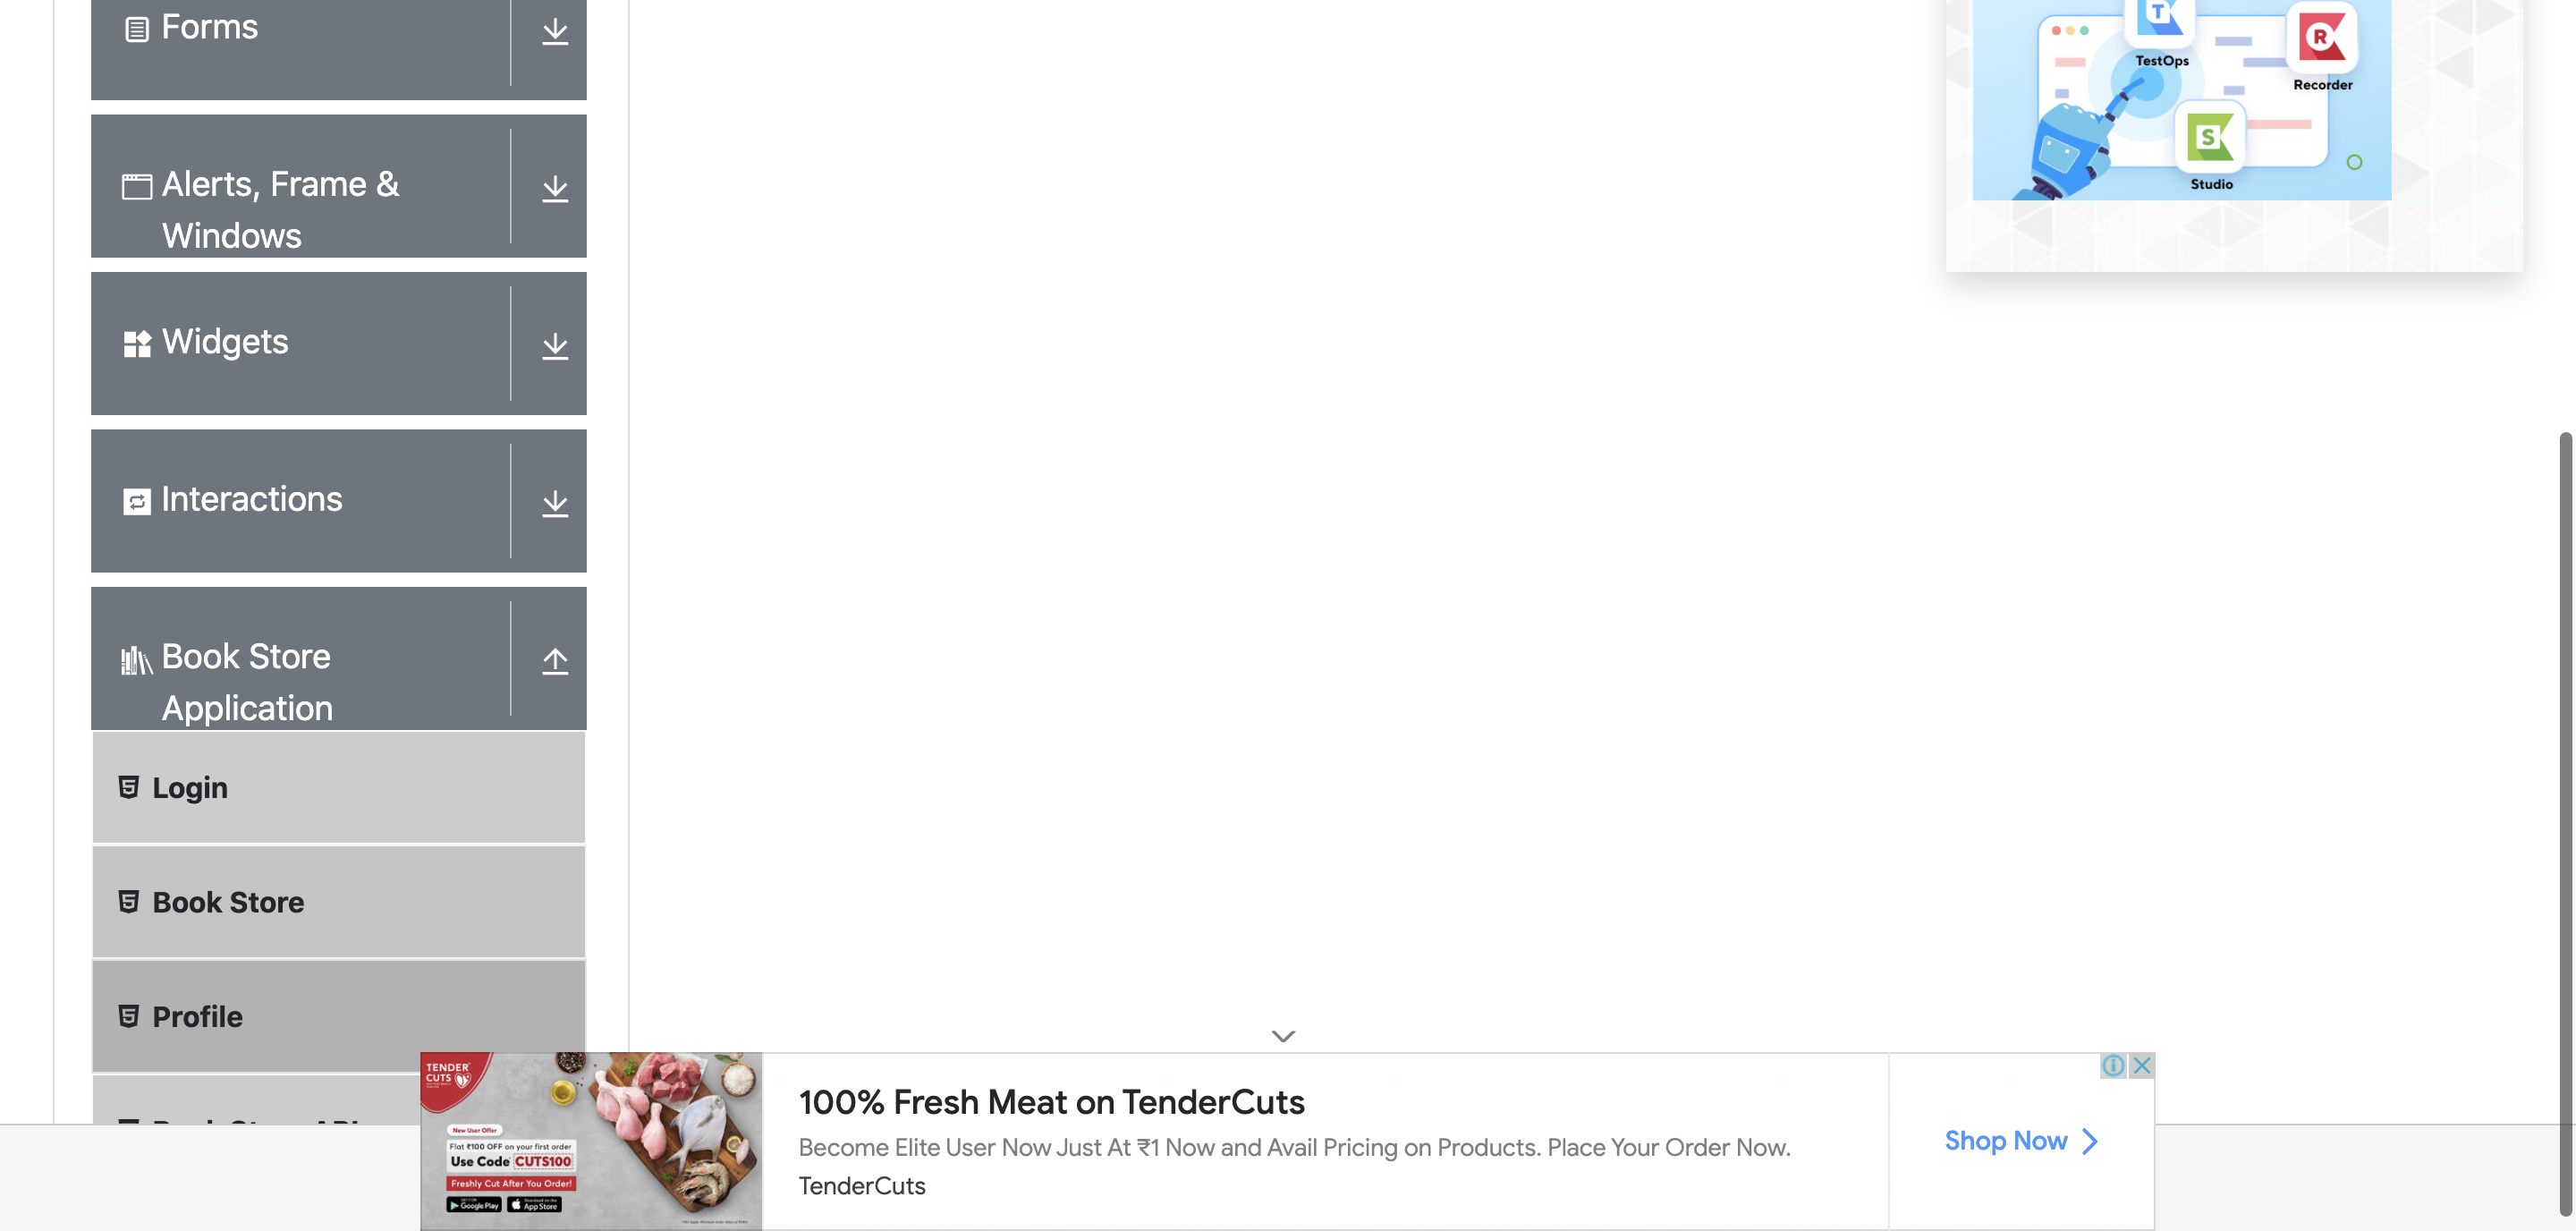 Forms
Alerts, Frame &
Windows
Widgets
Interactions
Book Store
Application
Login
Book Store
Profile
Book Store API
T
TestOps
R
Recorder
S
Studio
TENDER
CUTS
New User Offer
Flat ₹100 OFF on your first order
Use Code CUTS100
Freshly Cut After You Order!
Google Play
App Store
100% Fresh Meat on TenderCuts
Become Elite User Now Just At ₹1 Now and Avail Pricing on Products. Place Your Order Now.
TenderCuts
Shop Now